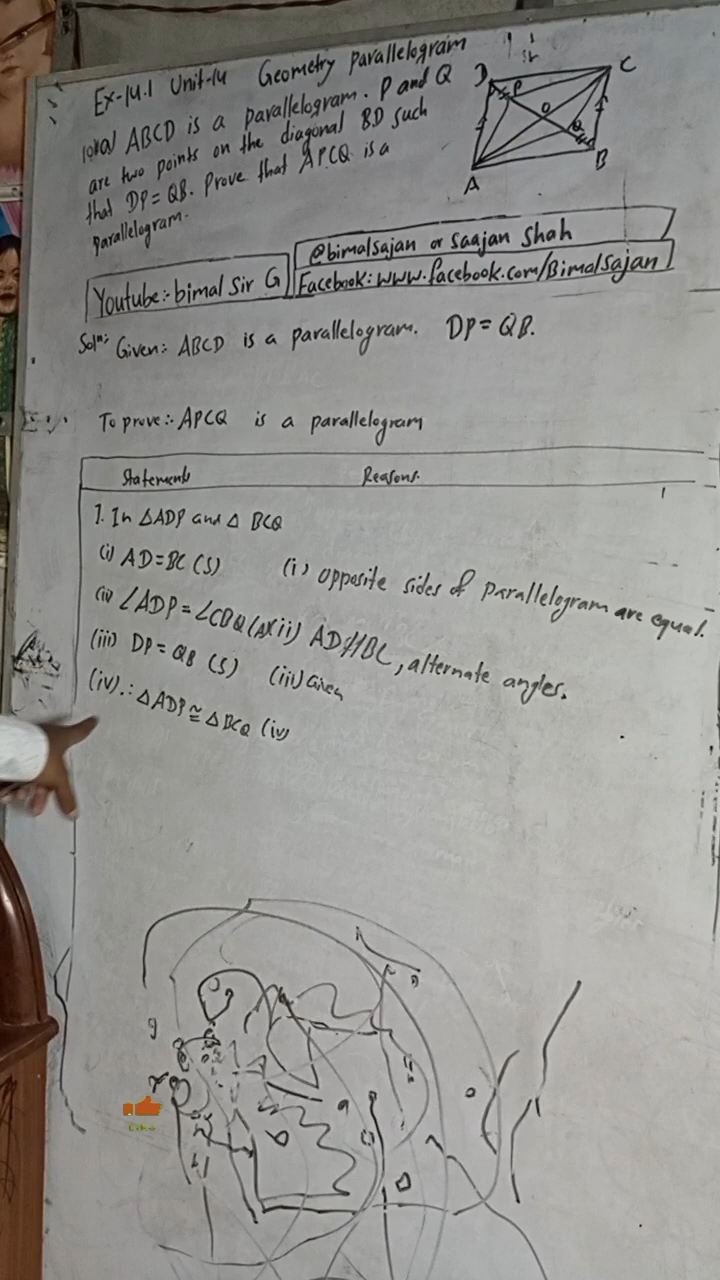 Ex-14.1 Unit-14 Geometry Parallelogram
ABCD is a parallelogram. P and Q
are two points on the diagonal BD such
that DP = QB. Prove that APCQ is a
parallelogram.
D
P
C
O
Q
A
B
Youtube:- bimal Sir G
@bimalsajan or Saajan Shah
Facebook: www.facebook.com/BimalSajan
Soln: Given:- ABCD is a parallelogram. DP = QB.
To prove:- APCQ is a parallelogram
Statements Reasons.
1. In ΔADP and Δ BCQ
(i) AD = BC (S) (i) opposite sides of parallelogram are equal.
(ii) ∠ADP = ∠CBQ (A) (ii) AD//BC, alternate angles.
(iii) DP = QB (S) (iii) Given
(iv) ∴ ΔADP ≅ ΔBCQ (iv)
Like